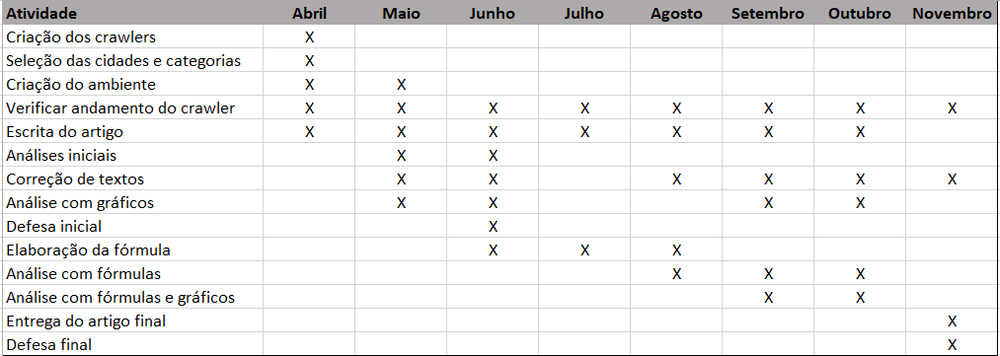 Atividade Abril Maio Junho Julho Agosto Setembro Outubro Novembro
Criação dos crawlers X
Seleção das cidades e categorias X
Criação do ambiente X X
Verificar andamento do crawler X X X X X X X X
Escrita do artigo X X X X X X X
Análises iniciais X X
Correção de textos X X X X X X
Análise com gráficos X X X X
Defesa inicial X
Elaboração da fórmula X X X
Análise com fórmulas X X X
Análise com fórmulas e gráficos X X
Entrega do artigo final X
Defesa final X